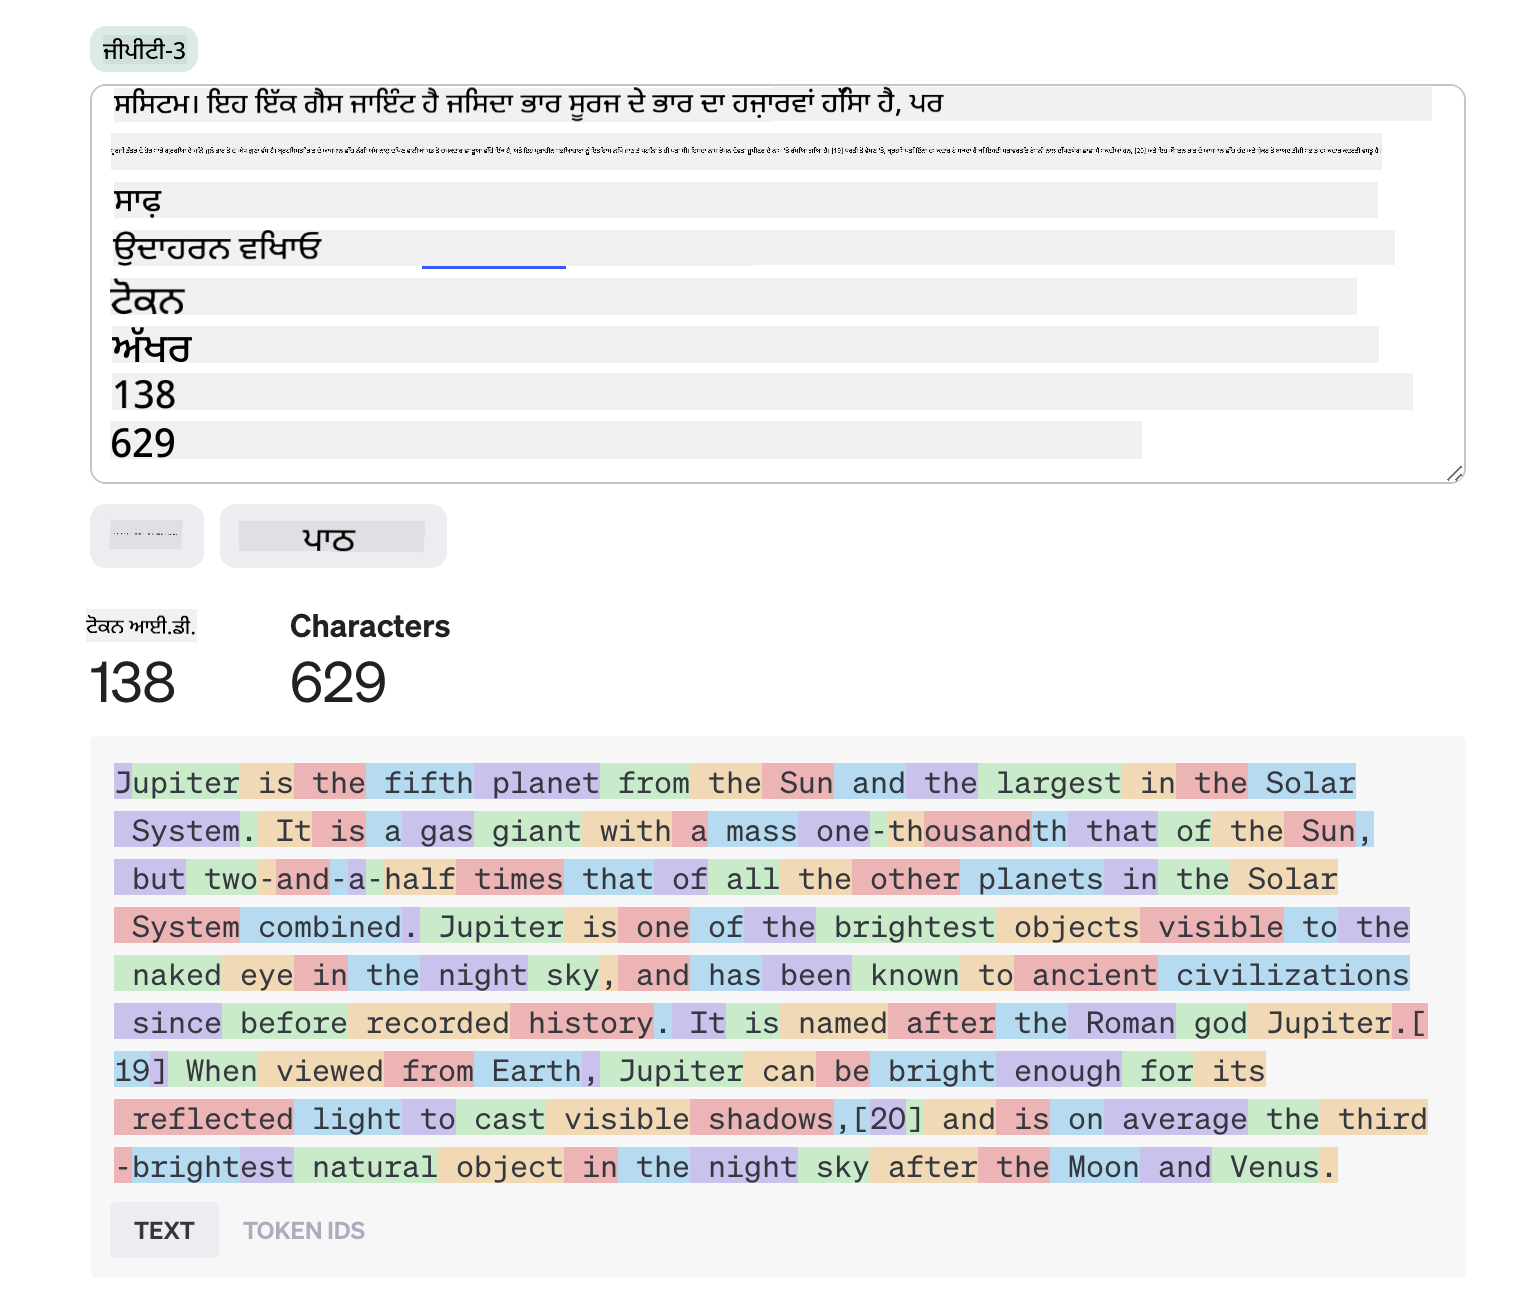 ਜੀਪੀਟੀ-3
ਸਸਿਟਮ। ਇਹ ਇੱਕ ਗੈਸ ਜਾਇੰਟ ਹੈ ਜਸਿਦਾ ਭਾਰ ਸੂਰਜ ਦੇ ਭਾਰ ਦਾ ਹਜ਼ਾਰਵਾਂ ਹੱਸਿਾ ਹੈ, ਪਰ
ਸਾਫ਼
ਉਦਾਹਰਨ ਵਖਿਾਓ
ਟੋਕਨ
ਅੱਖਰ
138
629
ਪਾਠ
ਟੋਕਨ ਆਈ.ਡੀ. Characters
138 629
Jupiter is the fifth planet from the Sun and the largest in the Solar
System. It is a gas giant with a mass one-thousandth that of the Sun,
but two-and-a-half times that of all the other planets in the Solar
System combined. Jupiter is one of the brightest objects visible to the
naked eye in the night sky, and has been known to ancient civilizations
since before recorded history. It is named after the Roman god Jupiter.[
19] When viewed from Earth, Jupiter can be bright enough for its
reflected light to cast visible shadows,[20] and is on average the third
-brightest natural object in the night sky after the Moon and Venus.
TEXT TOKEN IDS